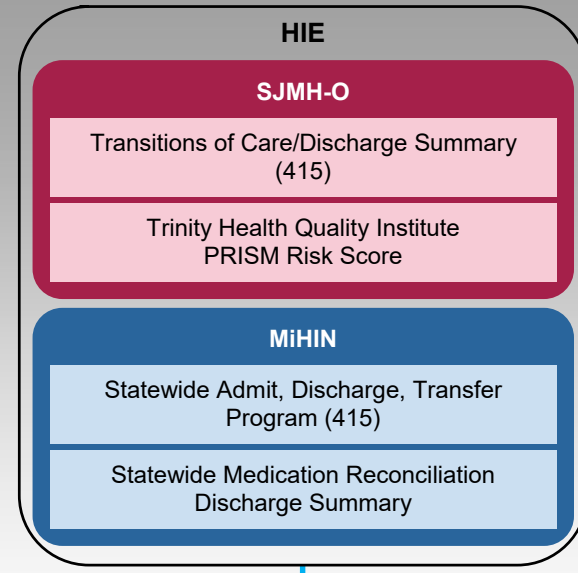 HIE
SJMH-O
Transitions of Care/Discharge Summary
(415)
Trinity Health Quality Institute
PRISM Risk Score
MiHIN
Statewide Admit, Discharge, Transfer
Program (415)
Statewide Medication Reconciliation
Discharge Summary